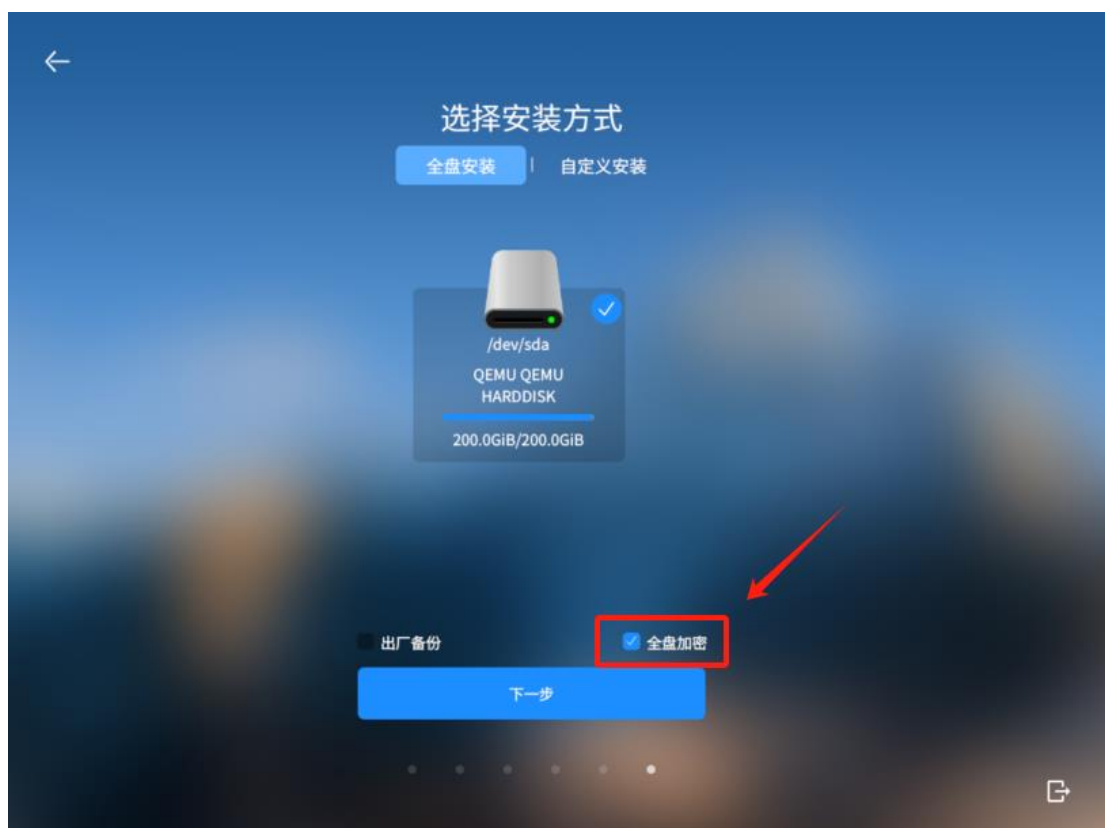 选择安装方式
全盘安装 | 自定义安装
/dev/sda
QEMU QEMU
HARDDISK
200.0GiB/200.0GiB
出厂备份 全盘加密
下一步